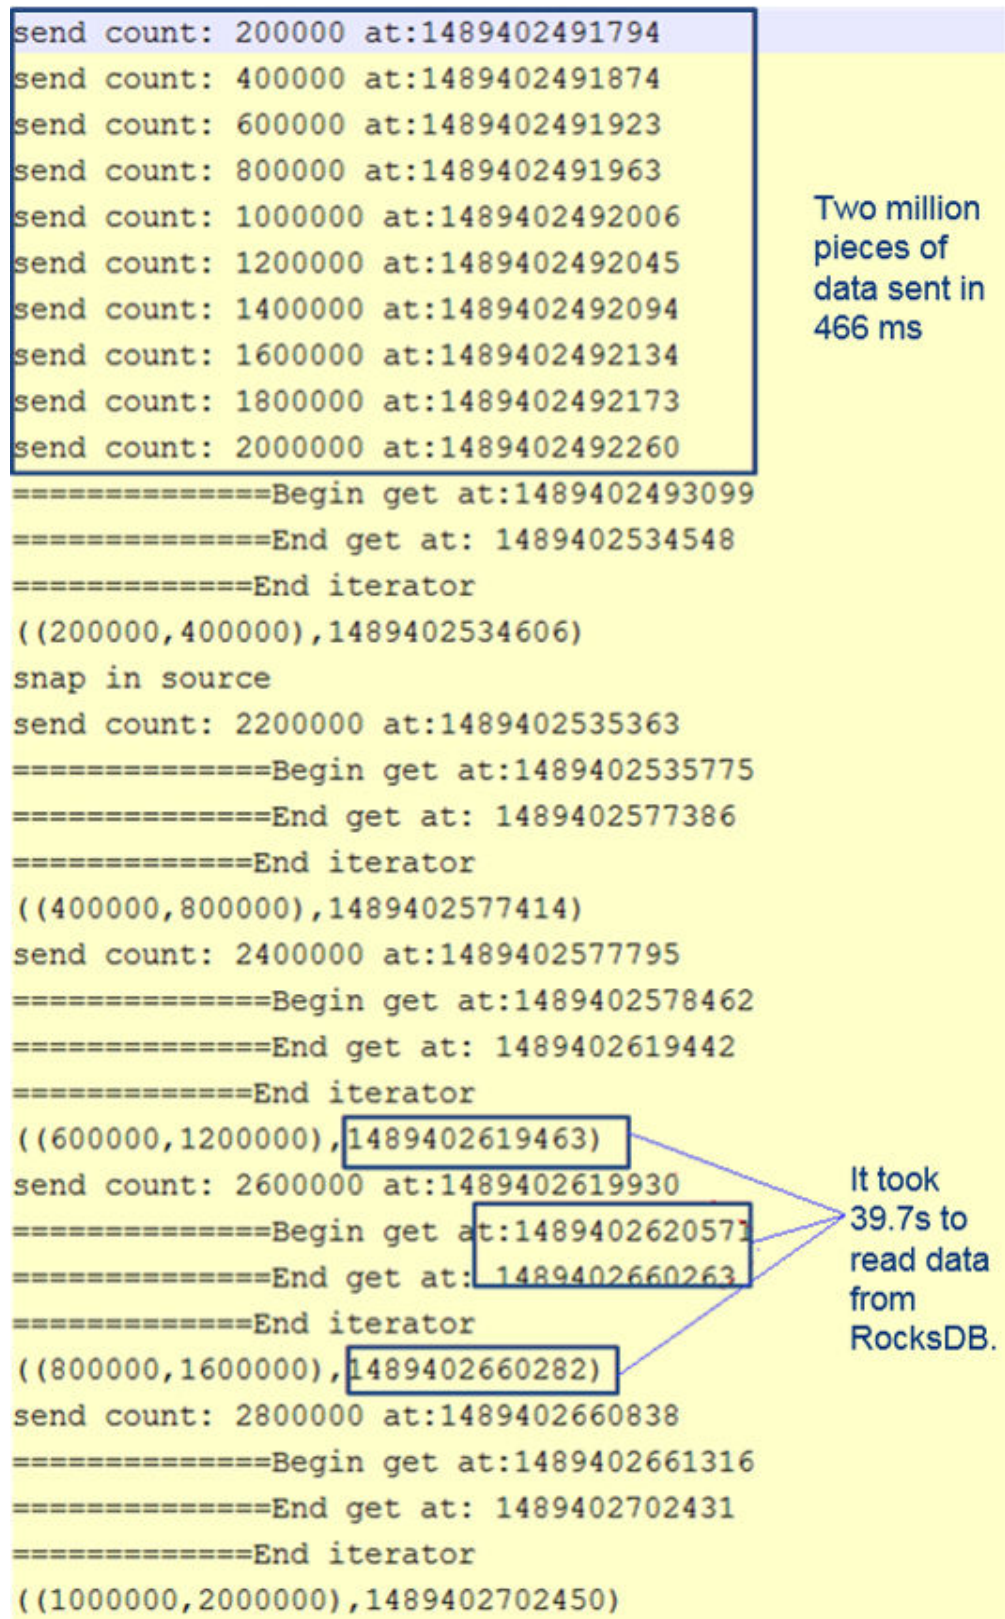 send count: 200000 at:1489402491794
send count: 400000 at:1489402491874
send count: 600000 at:1489402491923
send count: 800000 at:1489402491963
send count: 1000000 at:1489402492006
send count: 1200000 at:1489402492045
send count: 1400000 at:1489402492094
send count: 1600000 at:1489402492134
send count: 1800000 at:1489402492173
send count: 2000000 at:1489402492260
Two million
pieces of
data sent in
466 ms
==============Begin get at:1489402493099
==============End get at: 1489402534548
=============End iterator
((200000,400000),1489402534606)
snap in source
send count: 2200000 at:1489402535363
==============Begin get at:1489402535775
==============End get at: 1489402577386
=============End iterator
((400000,800000),1489402577414)
send count: 2400000 at:1489402577795
==============Begin get at:1489402578462
==============End get at: 1489402619442
=============End iterator
((600000,1200000),1489402619463)
send count: 2600000 at:1489402619930
==============Begin get at:1489402620571
==============End get at: 1489402660263
=============End iterator
((800000,1600000),1489402660282)
It took
39.7s to
read data
from
RocksDB.
send count: 2800000 at:1489402660838
==============Begin get at:1489402661316
==============End get at: 1489402702431
=============End iterator
((1000000,2000000),1489402702450)